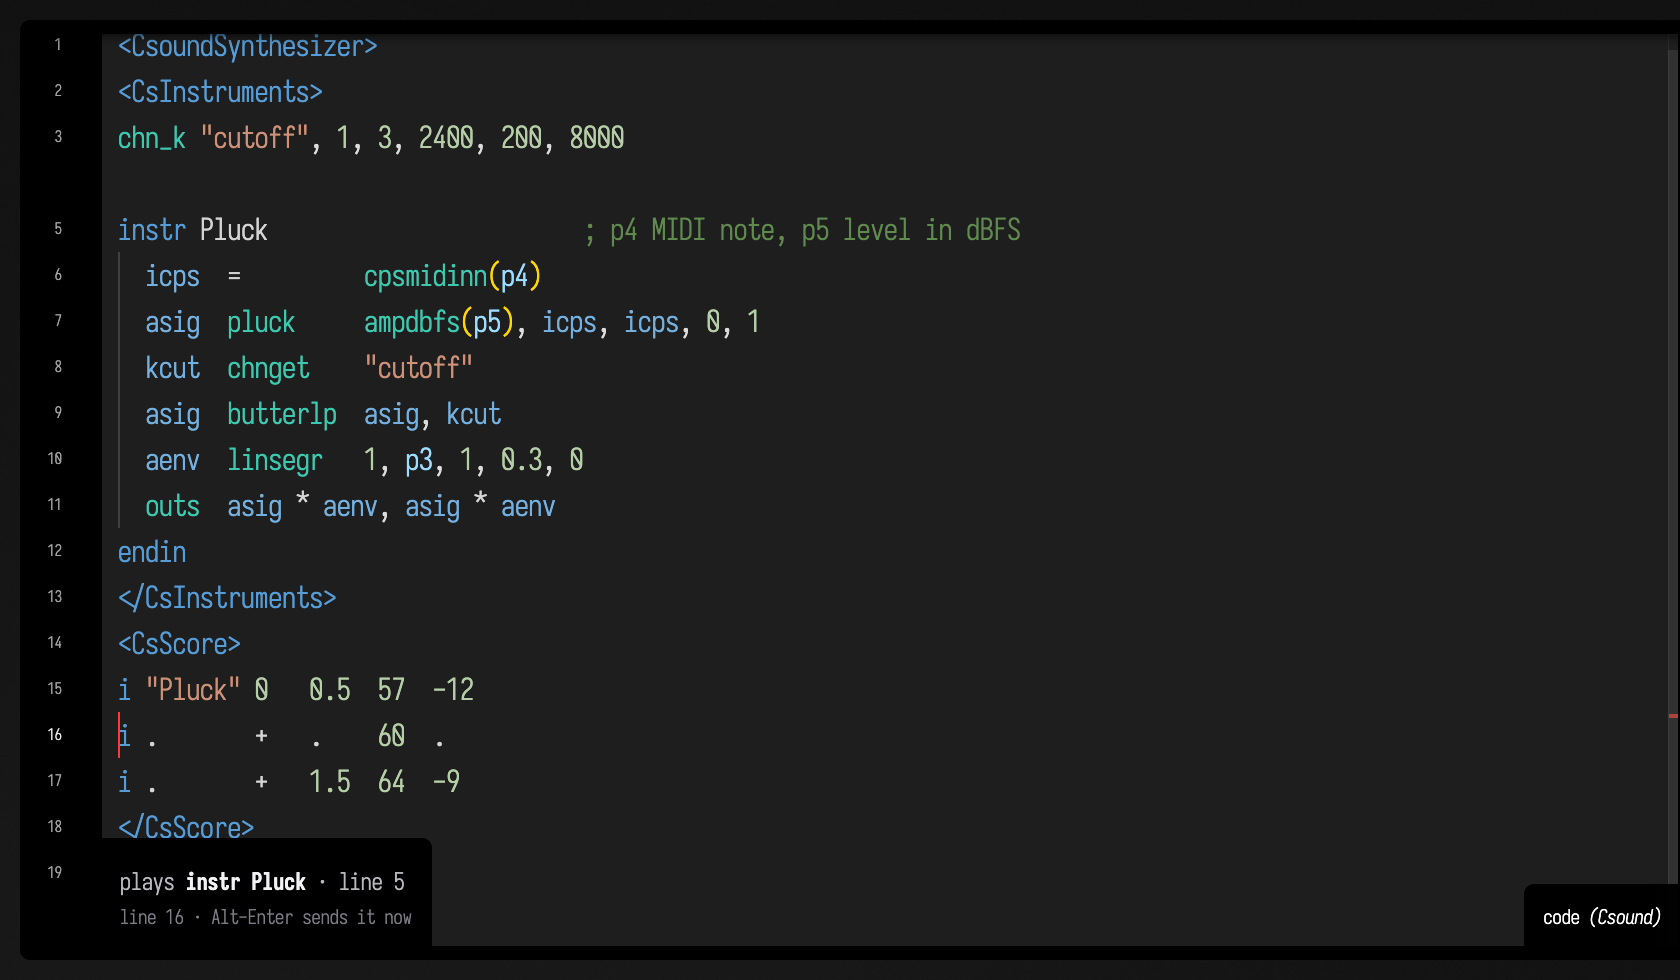 1 <CsoundSynthesizer>
2 <CsInstruments>
3 chn_k "cutoff", 1, 3, 2400, 200, 8000
5 instr Pluck                       ; p4 MIDI note, p5 level in dBFS
6   icps  =         cpsmidinn(p4)
7   asig  pluck     ampdbfs(p5), icps, icps, 0, 1
8   kcut  chnget    "cutoff"
9   asig  butterlp  asig, kcut
10   aenv  linsegr   1, p3, 1, 0.3, 0
11   outs  asig * aenv, asig * aenv
12 endin
13 </CsInstruments>
14 <CsScore>
15 i "Pluck" 0   0.5  57  -12
16 i .       +   .    60  .
17 i .       +   1.5  64  -9
18 </CsScore>
19
plays instr Pluck · line 5
line 16 · Alt-Enter sends it now
code (Csound)